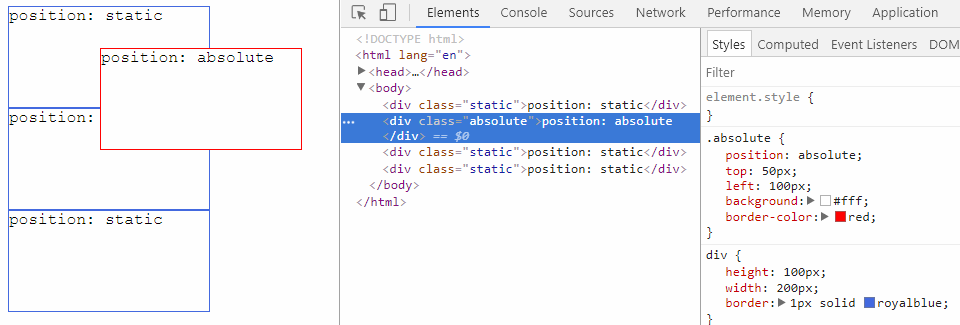 position: static
position: absolute
position:
position: static
Elements Console Sources Network Performance Memory Application
<!DOCTYPE html>
<html lang="en">
<head>…</head>
<body>
<div class="static">position: static</div>
... <div class="absolute">position: absolute
</div> == $0
<div class="static">position: static</div>
<div class="static">position: static</div>
</body>
</html>
Styles Computed Event Listeners DOM
Filter
element.style {
}
.absolute {
position: absolute;
top: 50px;
left: 100px;
background: #fff;
border-color: red;
}
div {
height: 100px;
width: 200px;
border: 1px solid royalblue;
}